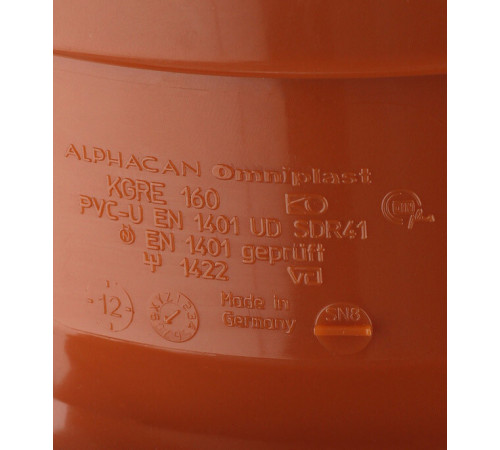 ALPHACAN Omniplast
KGRE 160
PVC-U EN 1401 UD SDR41
EN 1401 geprüft
1422
12
Made in
Germany
SN8